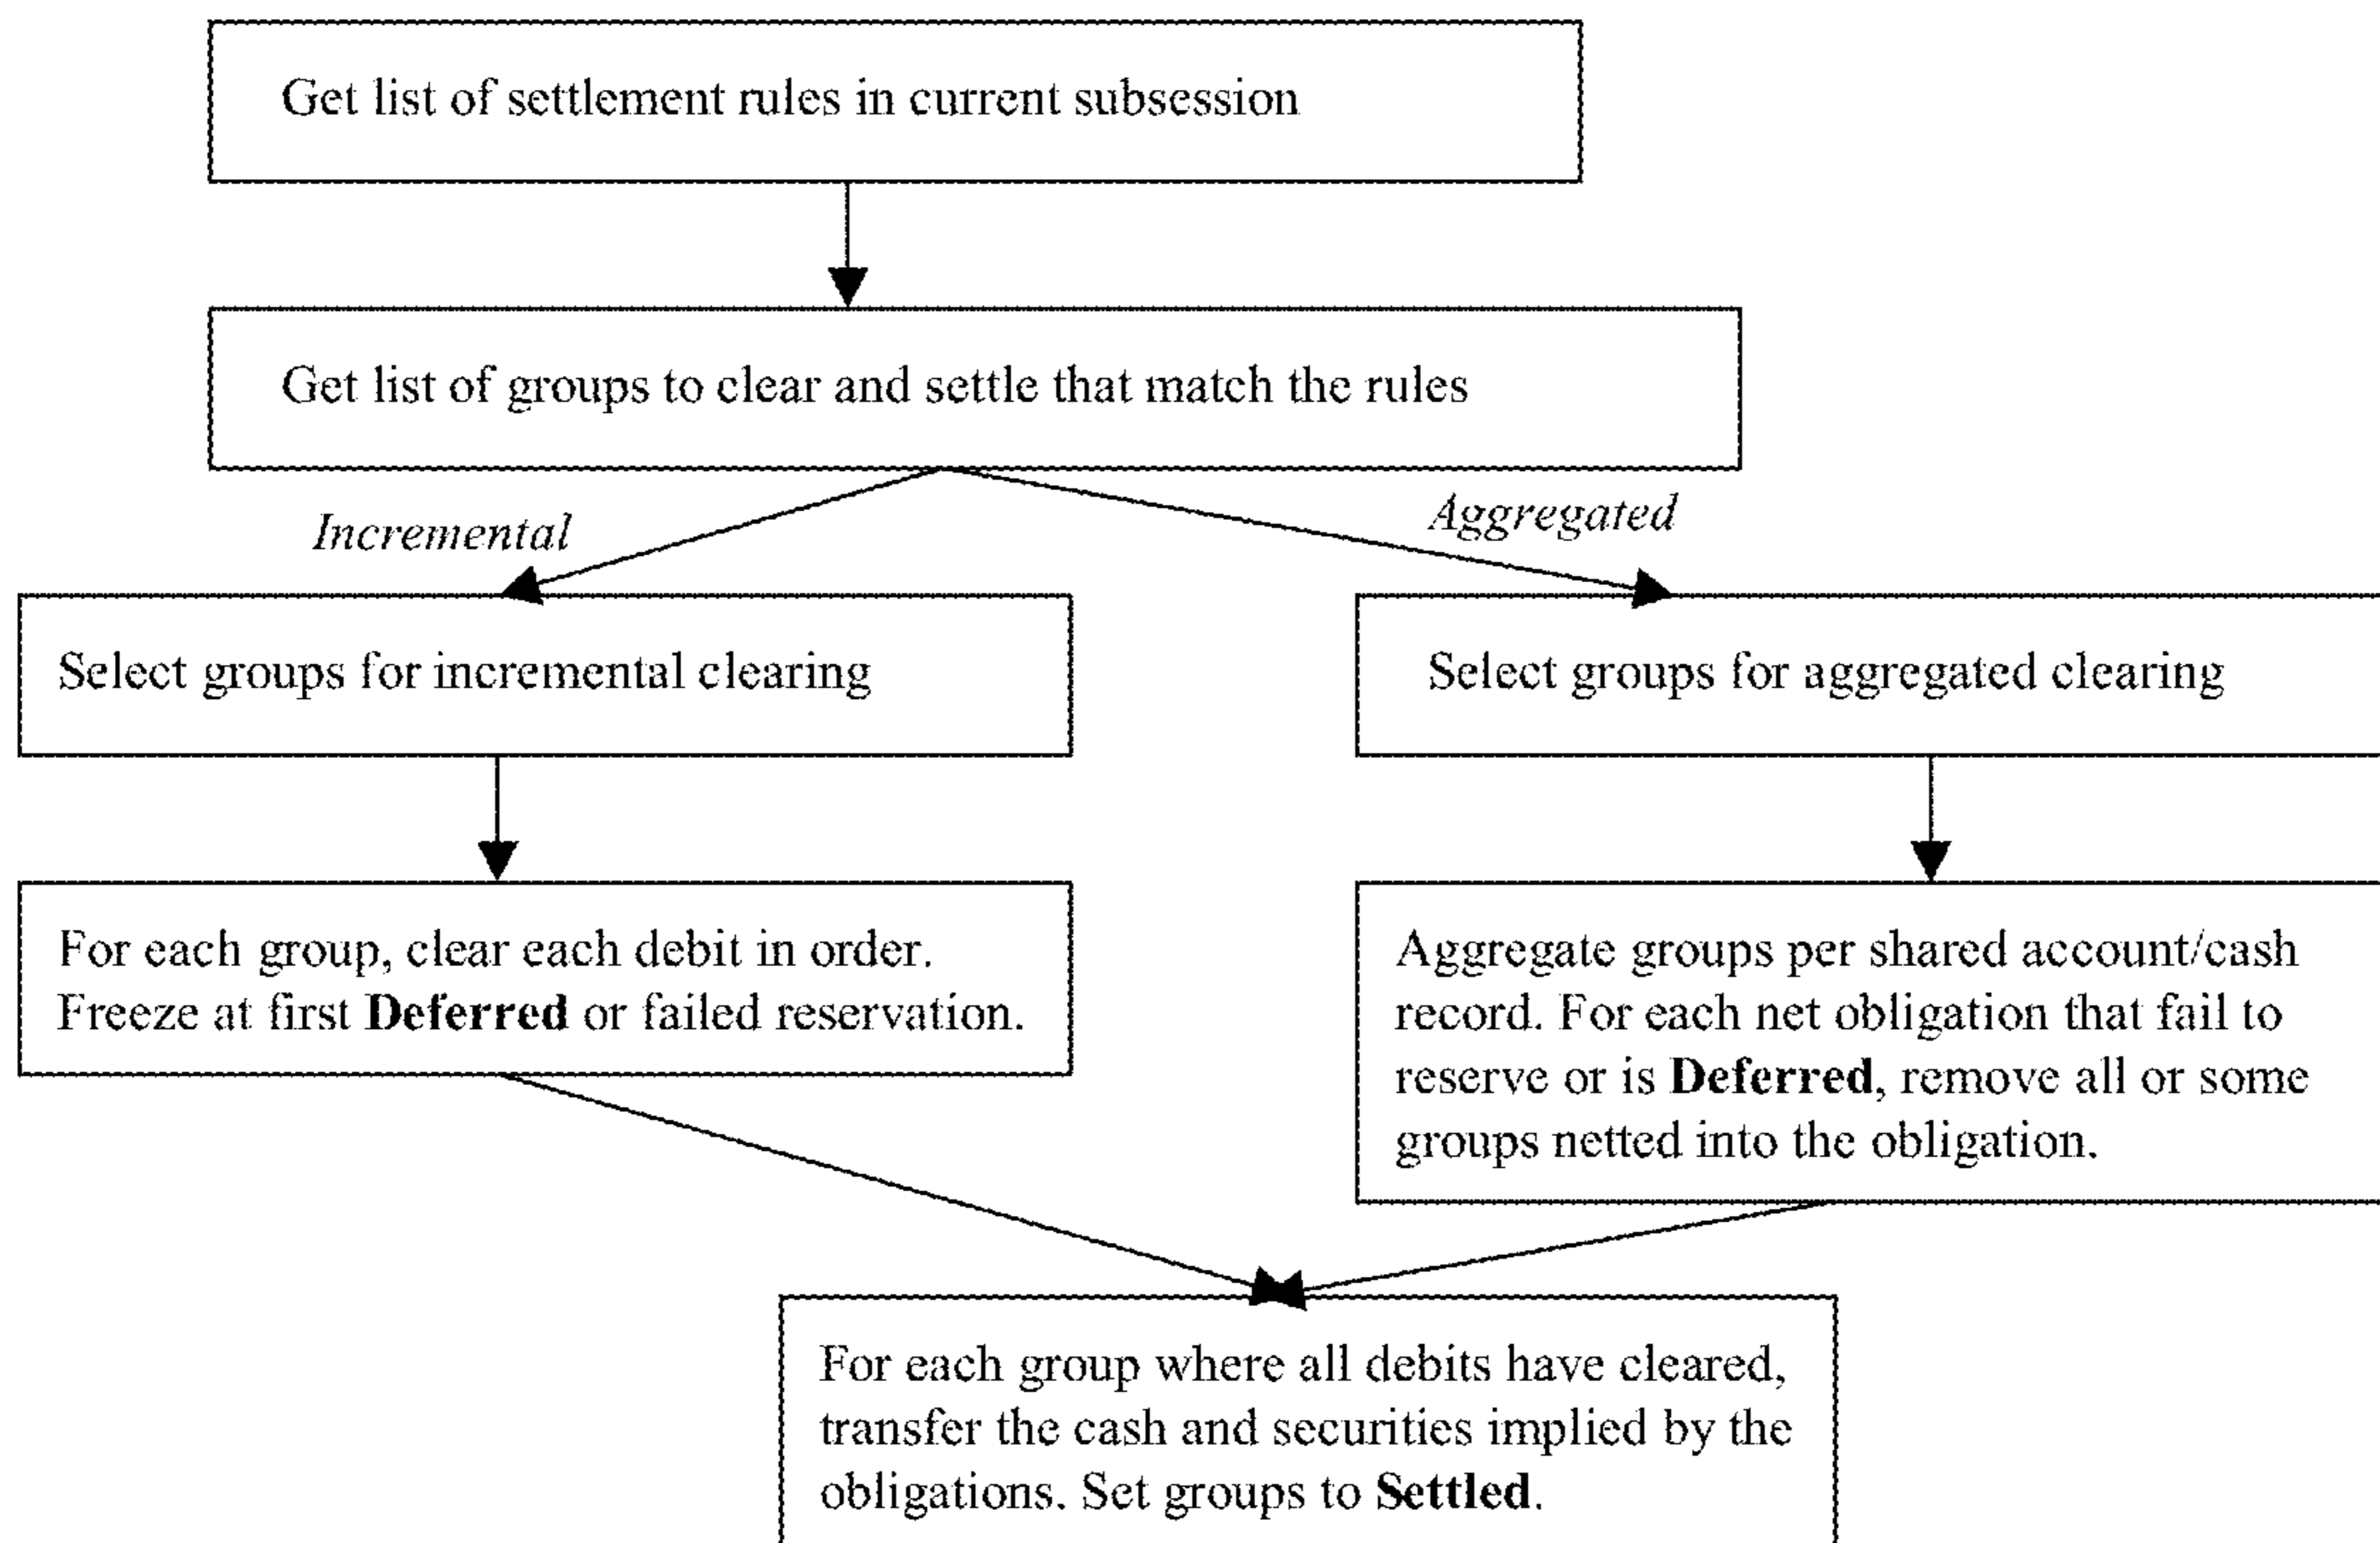 Get list of settlement rules in current subsession
Get list of groups to clear and settle that match the rules
Incremental
Aggregated
Select groups for incremental clearing
Select groups for aggregated clearing
For each group, clear each debit in order.
Freeze at first Deferred or failed reservation.
Aggregate groups per shared account/cash
record. For each net obligation that fail to
reserve or is Deferred, remove all or some
groups netted into the obligation.
For each group where all debits have cleared,
transfer the cash and securities implied by the
obligations. Set groups to Settled.